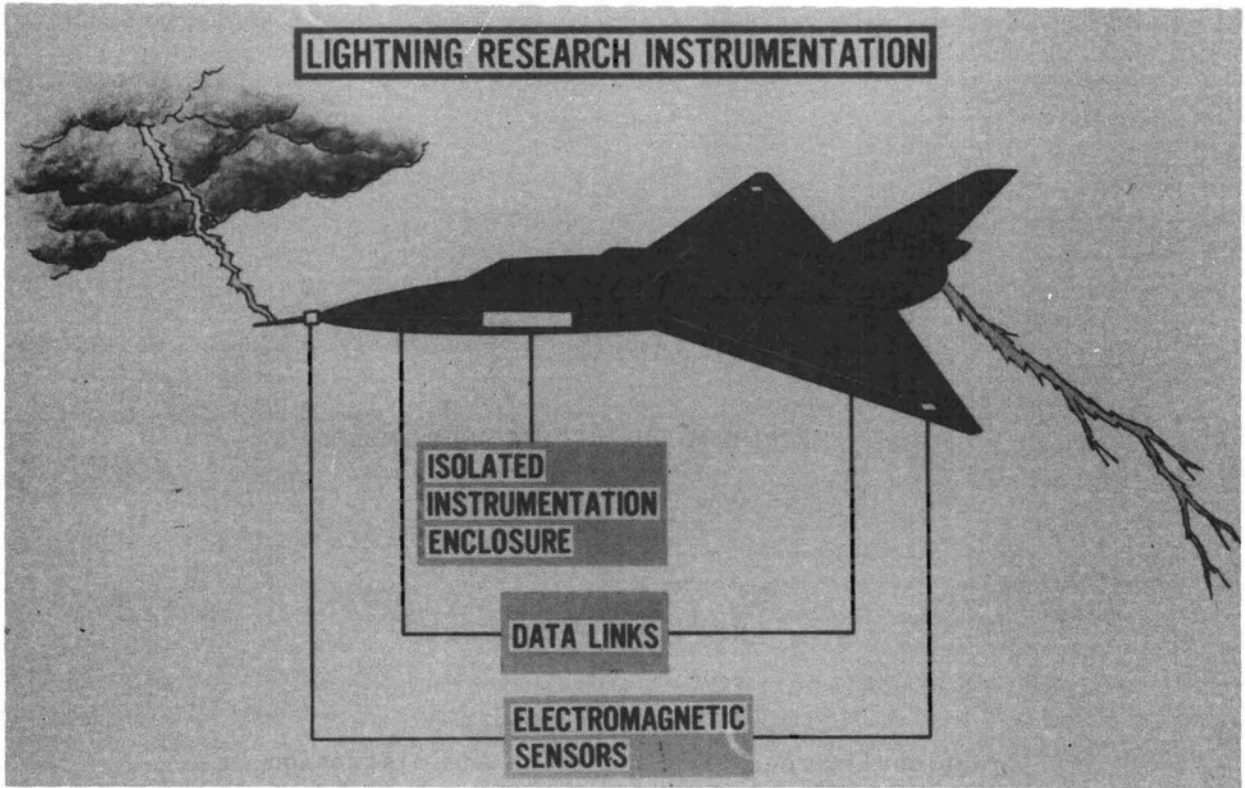 LIGHTNING RESEARCH INSTRUMENTATION
ISOLATED
INSTRUMENTATION
ENCLOSURE
DATA LINKS
ELECTROMAGNETIC
SENSORS